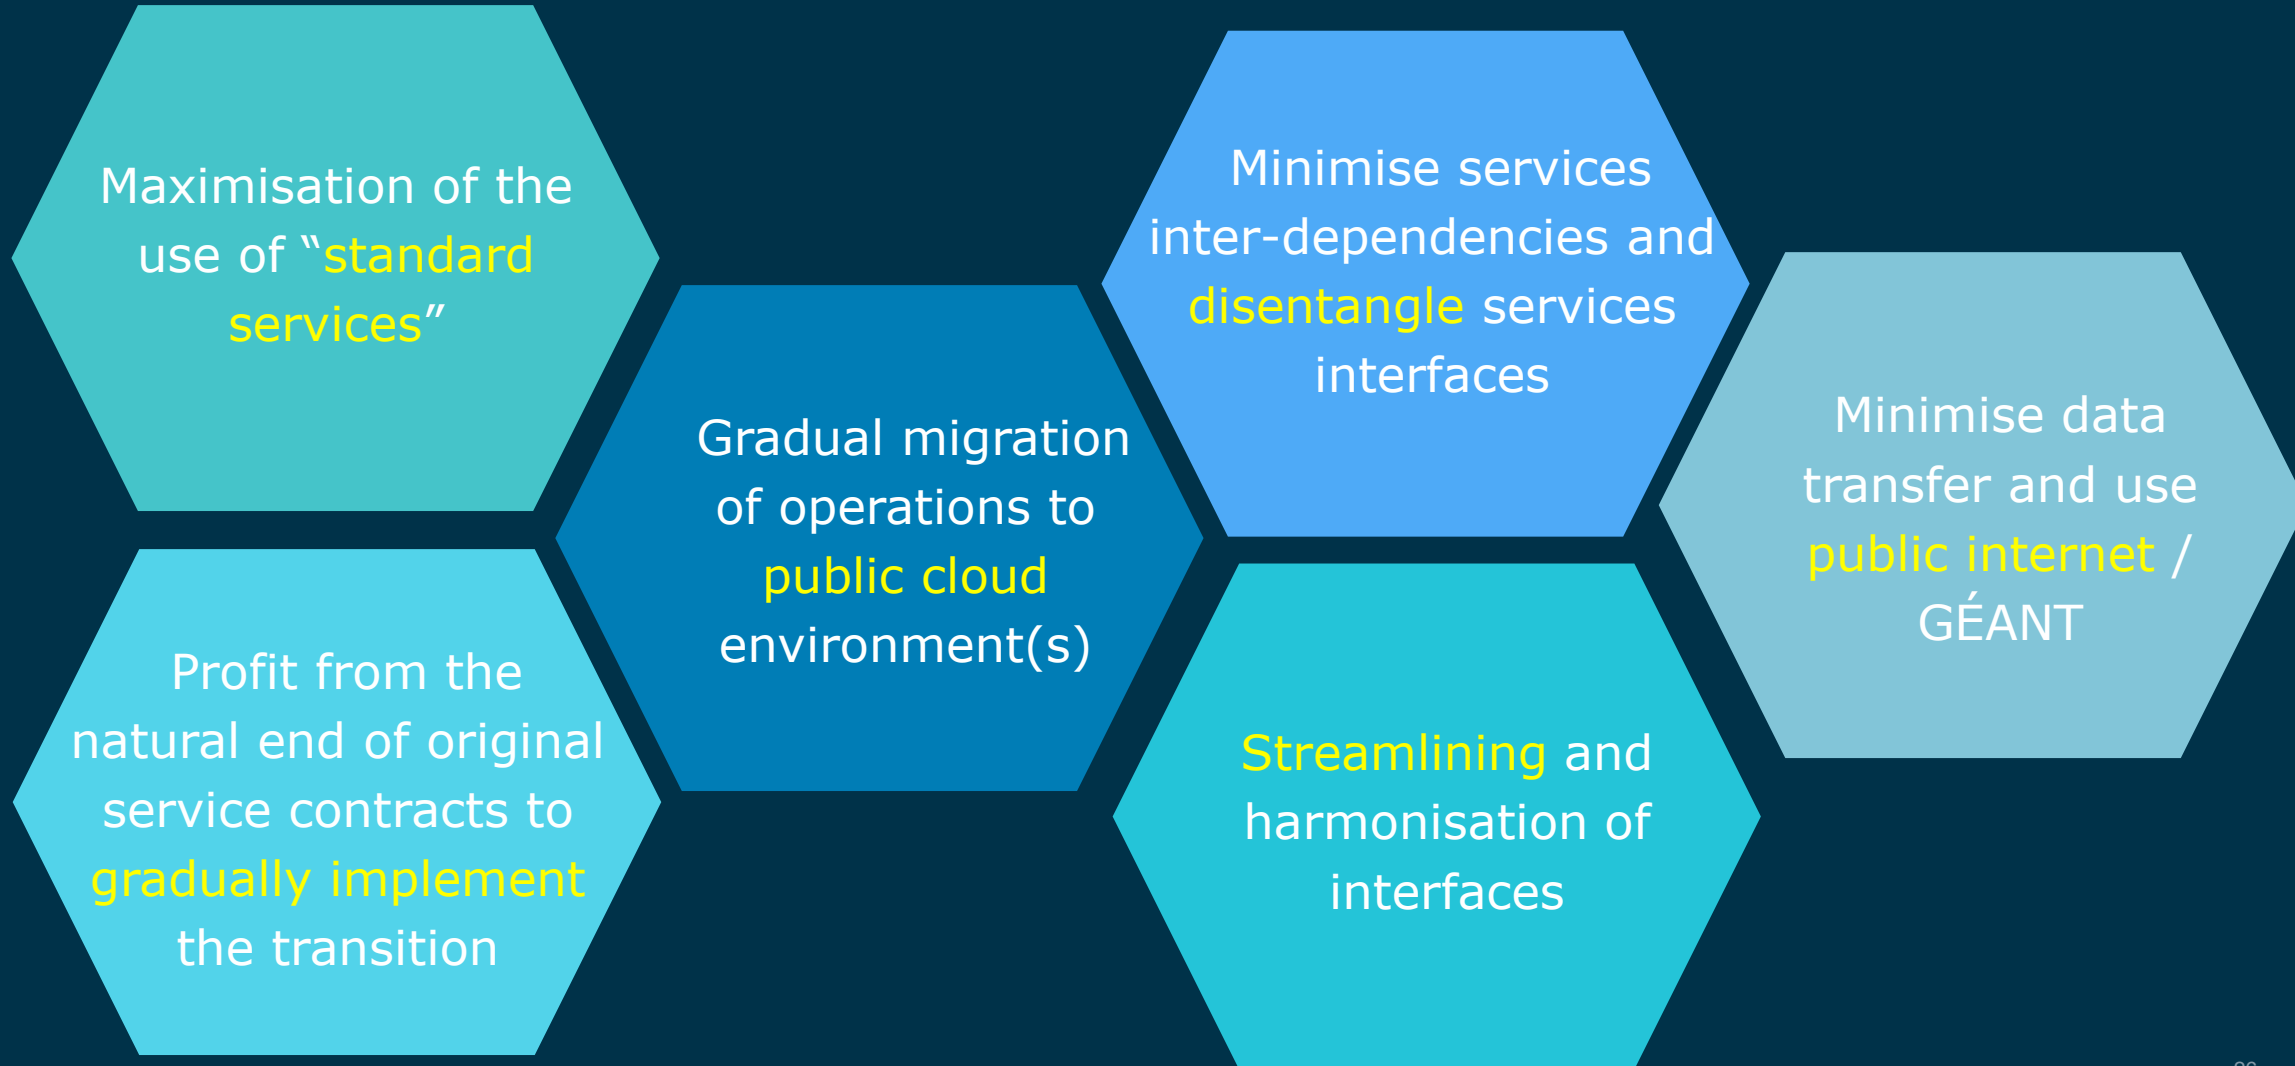 Maximisation of the
use of “standard
services”
Profit from the
natural end of original
service contracts to
gradually implement
the transition
Gradual migration
of operations to
public cloud
environment(s)
Minimise services
inter-dependencies and
disentangle services
interfaces
Streamlining and
harmonisation of
interfaces
Minimise data
transfer and use
public internet /
GÉANT